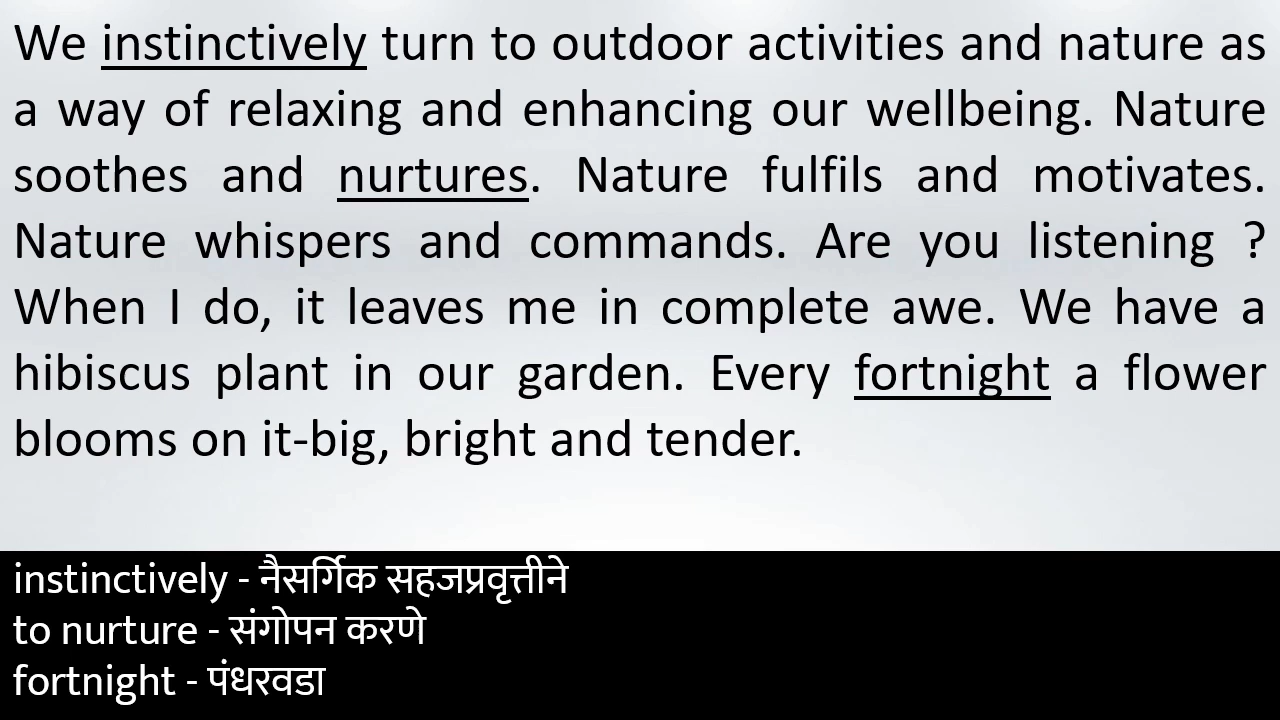 We instinctively turn to outdoor activities and nature as
a way of relaxing and enhancing our wellbeing. Nature
soothes and nurtures. Nature fulfils and motivates.
Nature whispers and commands. Are you listening ?
When I do, it leaves me in complete awe. We have a
hibiscus plant in our garden. Every fortnight a flower
blooms on it-big, bright and tender.
instinctively - नैसर्गिक सहजप्रवृत्तीने
to nurture - संगोपन करणे
fortnight - पंधरवडा